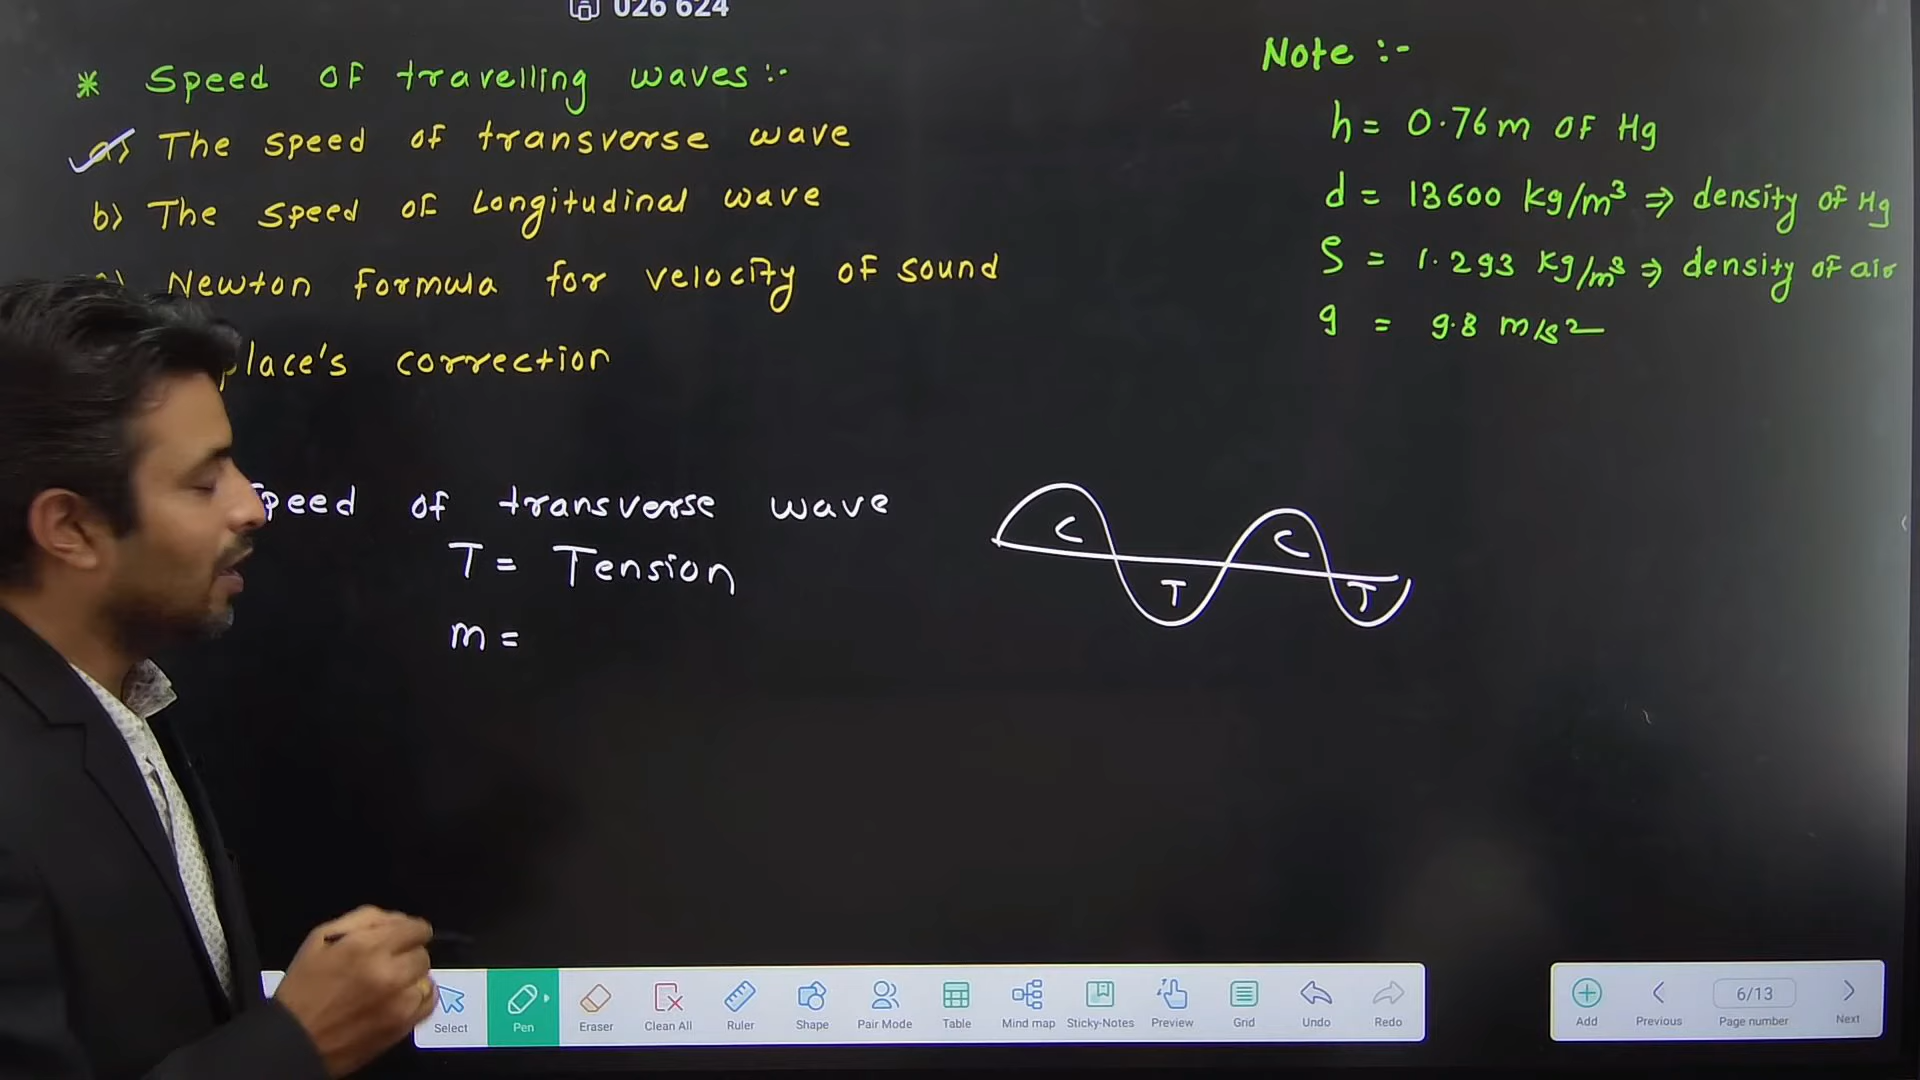 026 624
* Speed of travelling waves :-
a) The speed of transverse wave
b) The speed of Longitudinal wave
Newton formula for velocity of sound
place's correction
Note :-
h = 0.76 m of Hg
d = 13600 kg/m³ ⇒ density of Hg
ρ = 1.293 kg/m³ ⇒ density of air
g = 9.8 m/s²
speed of transverse wave
T = Tension
m =
C T C T
Select Pen Eraser Clean All Ruler Shape Pair Mode Table Mind map Sticky-Notes Preview Grid Undo Redo
Add Previous 6/13 Page number Next